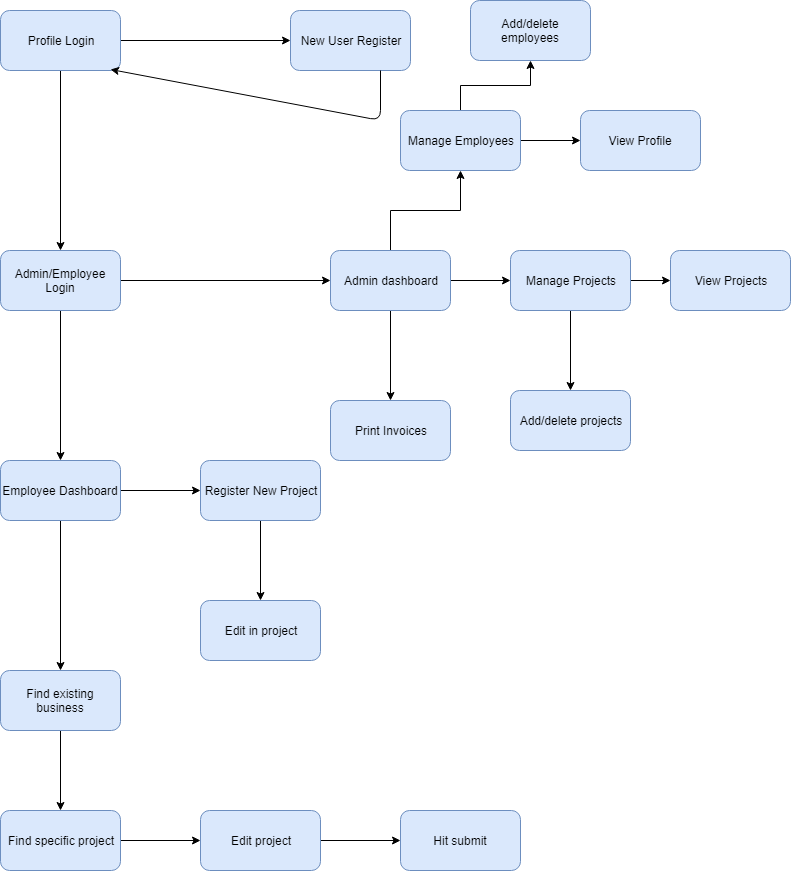 Profile Login
New User Register
Add/delete
employees
Manage Employees
View Profile
Admin/Employee
Login
Admin dashboard
Manage Projects
View Projects
Print Invoices
Add/delete projects
Employee Dashboard
Register New Project
Edit in project
Find existing
business
Find specific project
Edit project
Hit submit